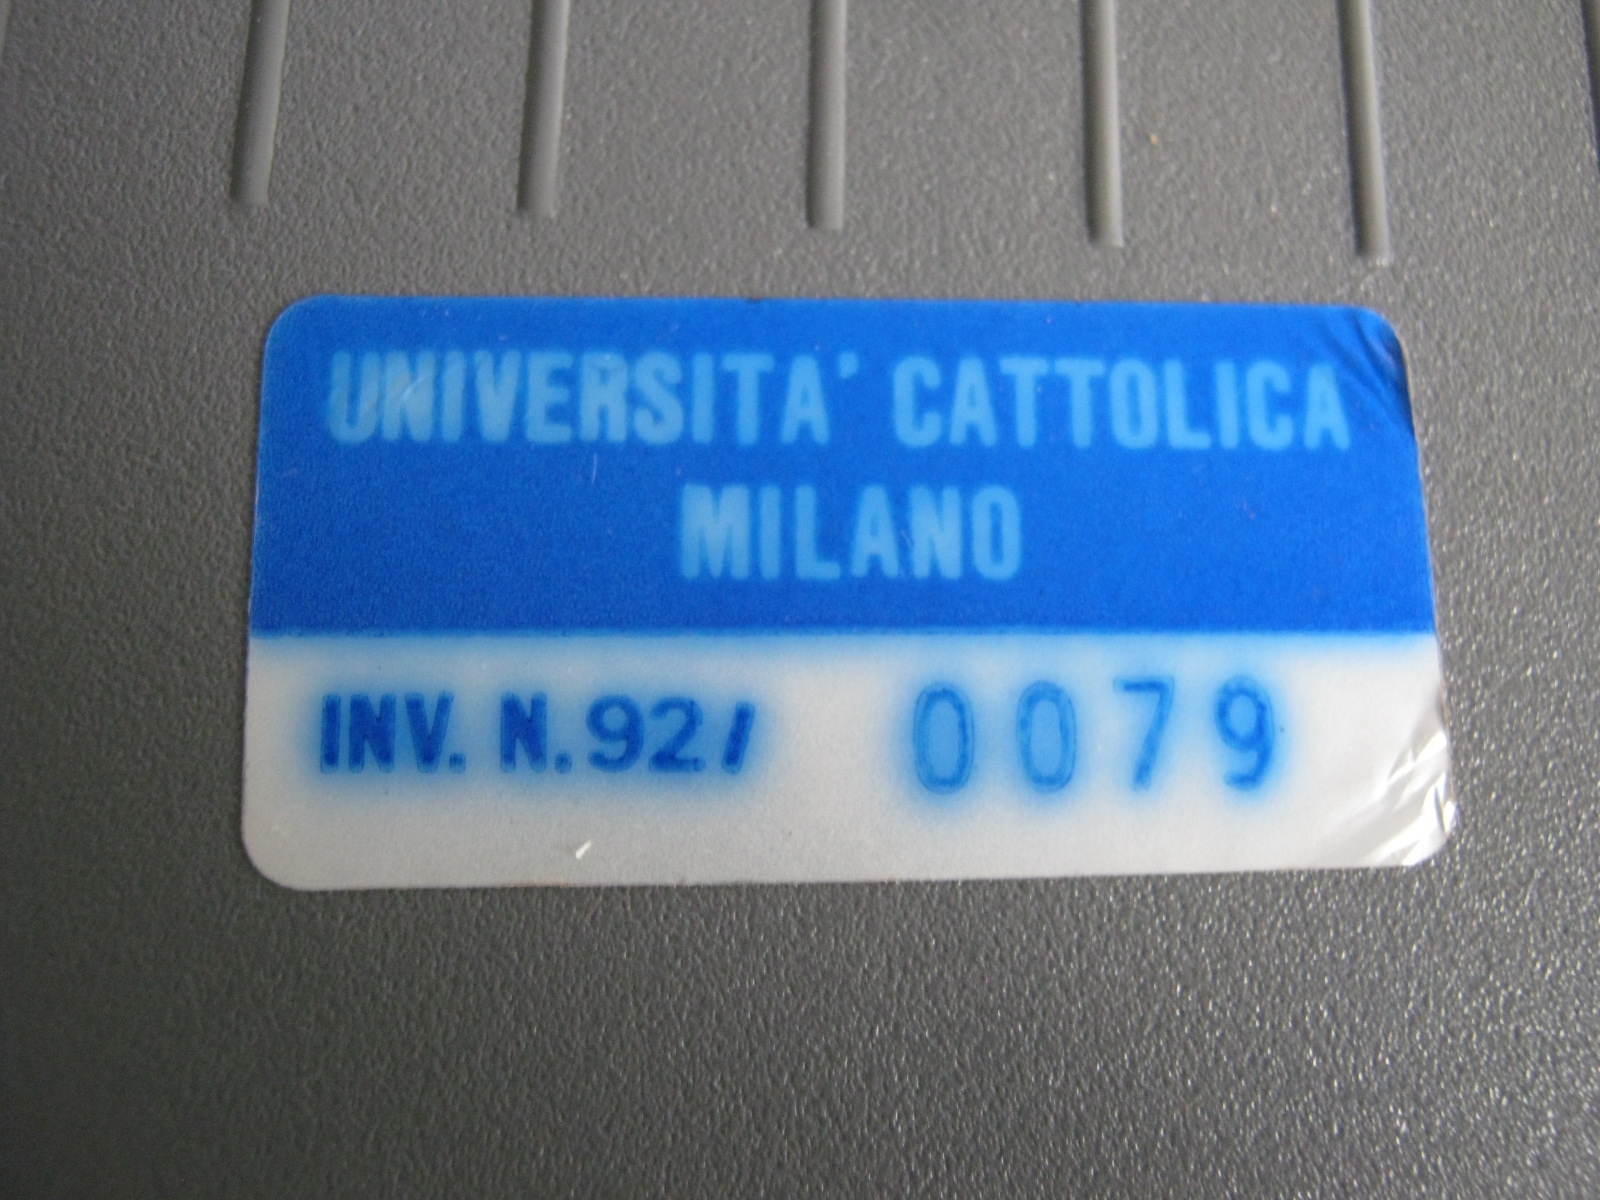 UNIVERSITA' CATTOLICA
MILANO
INV. N. 92/ 0079